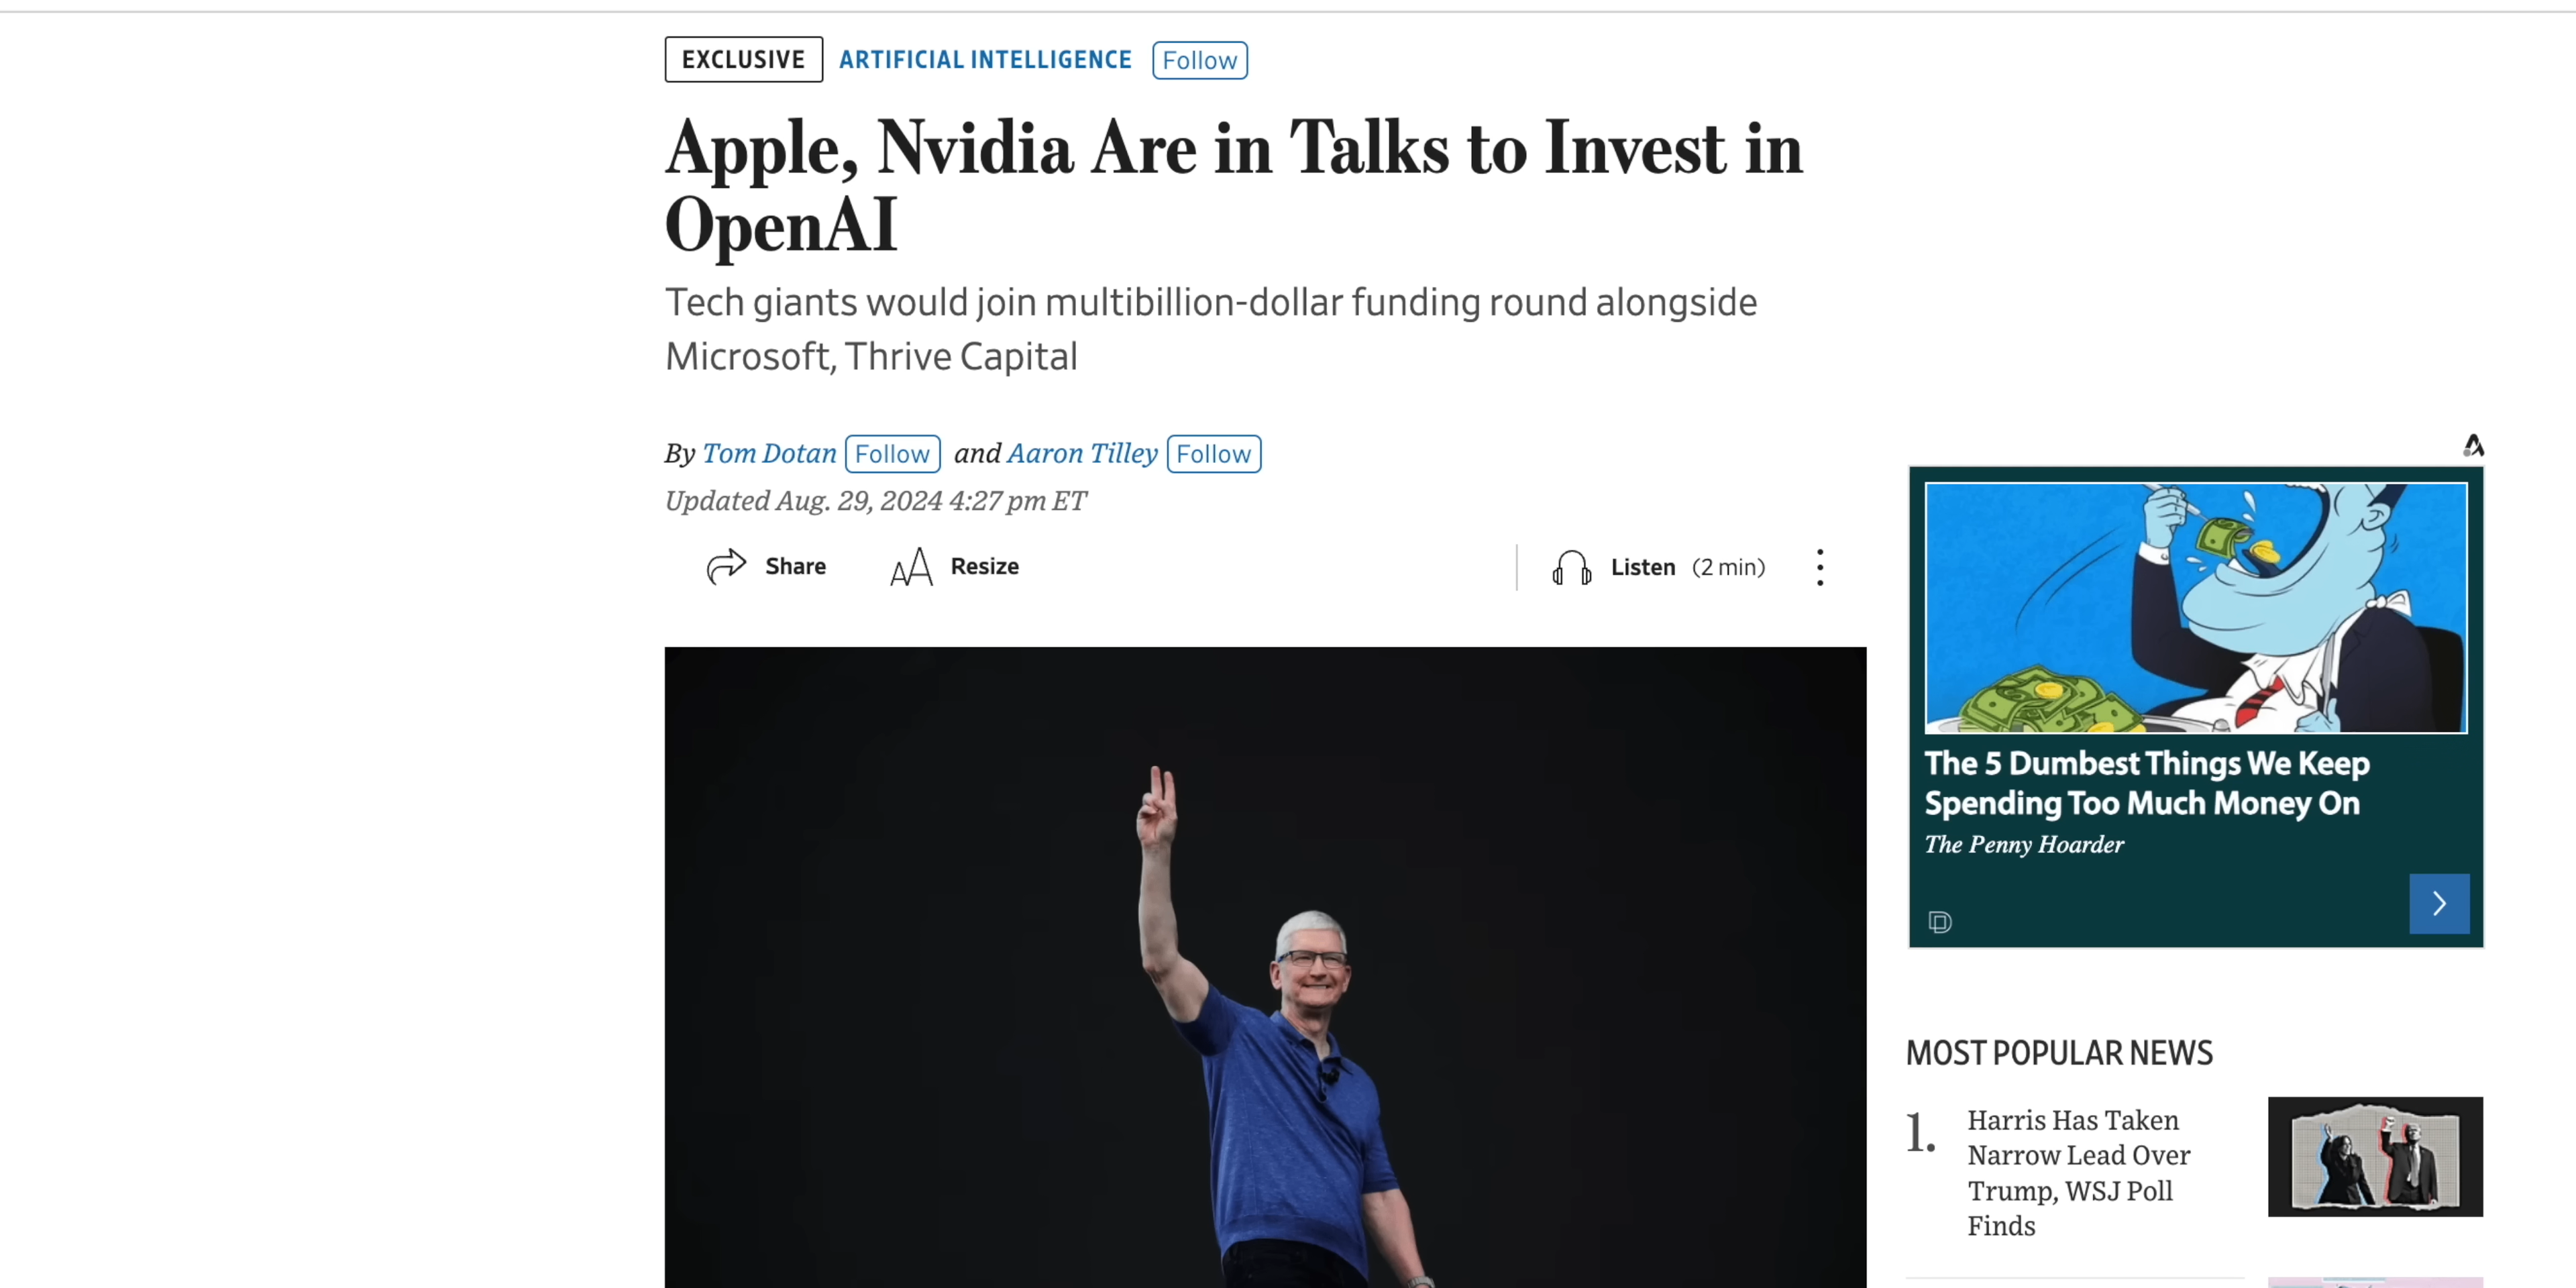 EXCLUSIVE ARTIFICIAL INTELLIGENCE Follow
Apple, Nvidia Are in Talks to Invest in
OpenAI
Tech giants would join multibillion-dollar funding round alongside
Microsoft, Thrive Capital
By Tom Dotan Follow and Aaron Tilley Follow
Updated Aug. 29, 2024 4:27 pm ET
Share AA Resize Listen (2 min)
The 5 Dumbest Things We Keep
Spending Too Much Money On
The Penny Hoarder
MOST POPULAR NEWS
1. Harris Has Taken
Narrow Lead Over
Trump, WSJ Poll
Finds